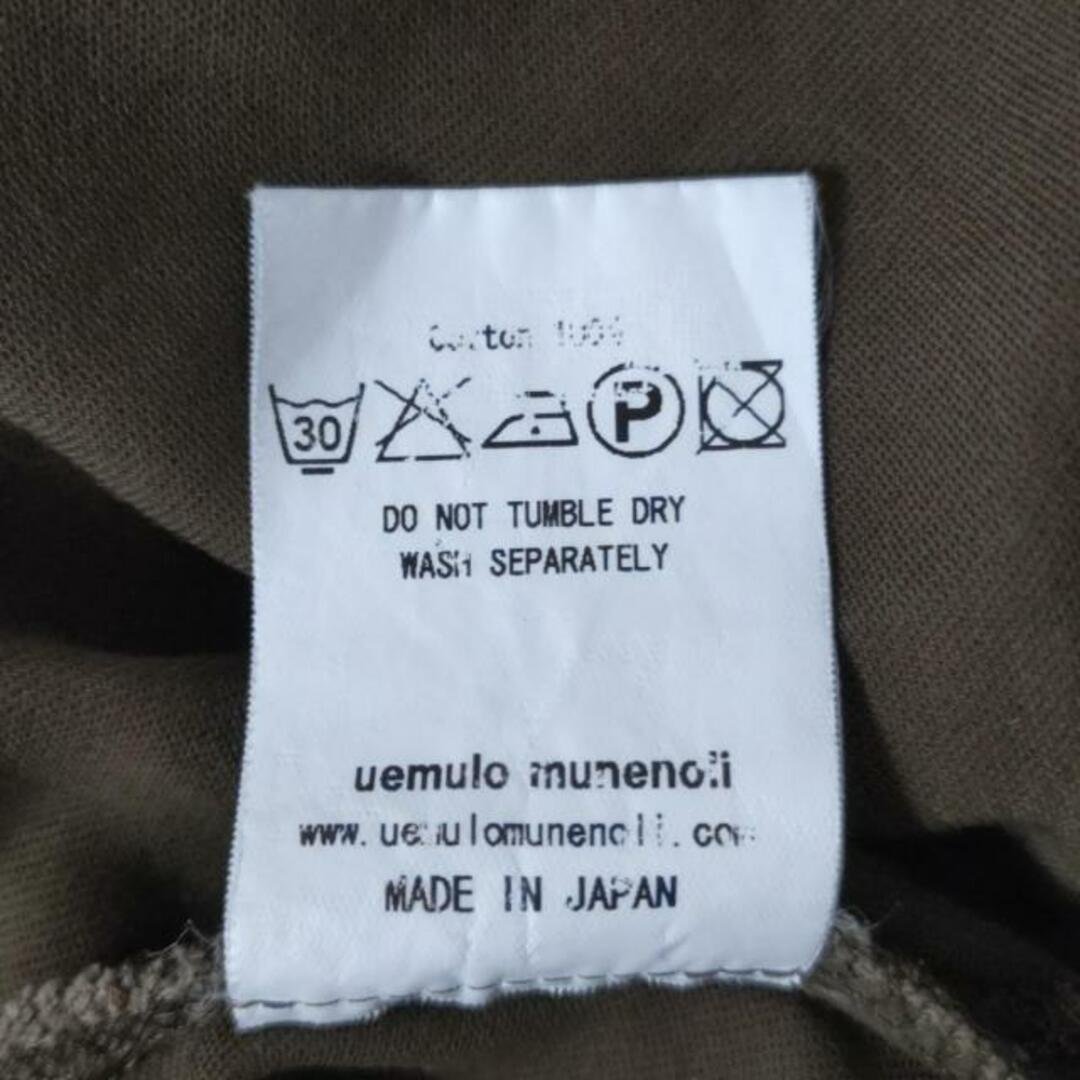 Cotton 100%
30 P
DO NOT TUMBLE DRY
WASH SEPARATELY
uemulo munenoli
www.uemulomunenoli.com
MADE IN JAPAN